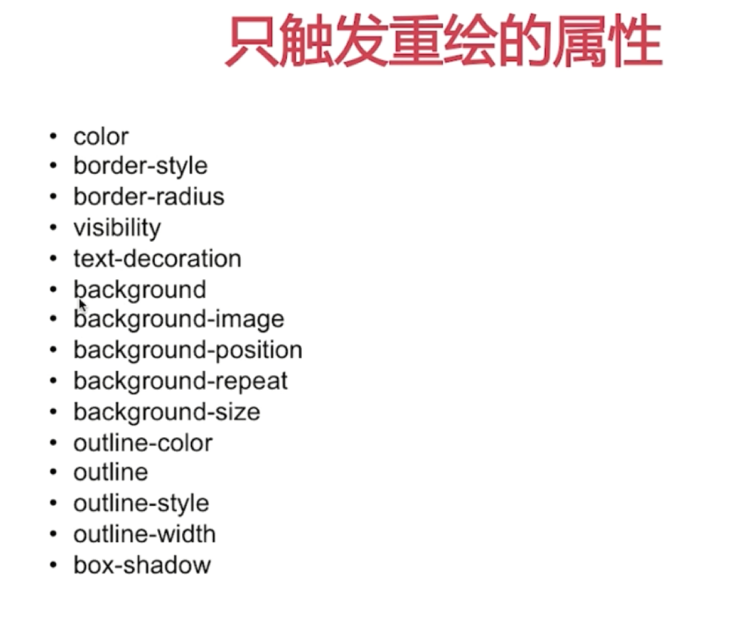 只触发重绘的属性
• color
• border-style
• border-radius
• visibility
• text-decoration
• background
• background-image
• background-position
• background-repeat
• background-size
• outline-color
• outline
• outline-style
• outline-width
• box-shadow